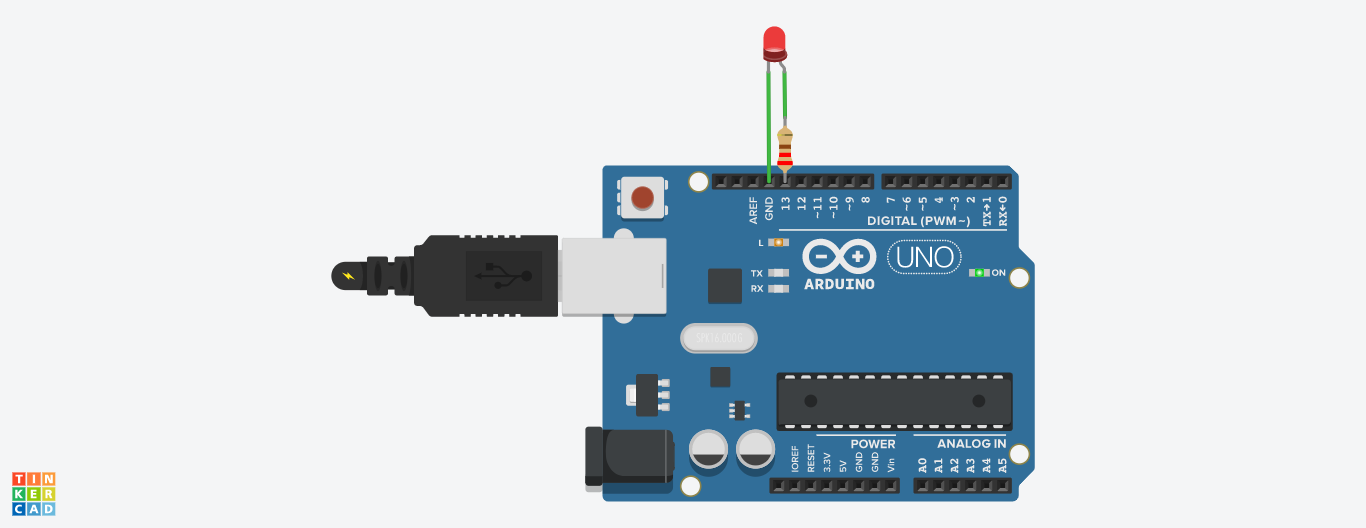 AREF
GND
13
12
~11
~10
~9
8
7
~6
~5
4
~3
2
TX→1
RX←0
DIGITAL (PWM~)
L
TX
RX
ARDUINO
UNO
ON
POWER
ANALOG IN
IOREF
RESET
3.3V
5V
GND
GND
Vin
A0
A1
A2
A3
A4
A5
TIN
KER
CAD